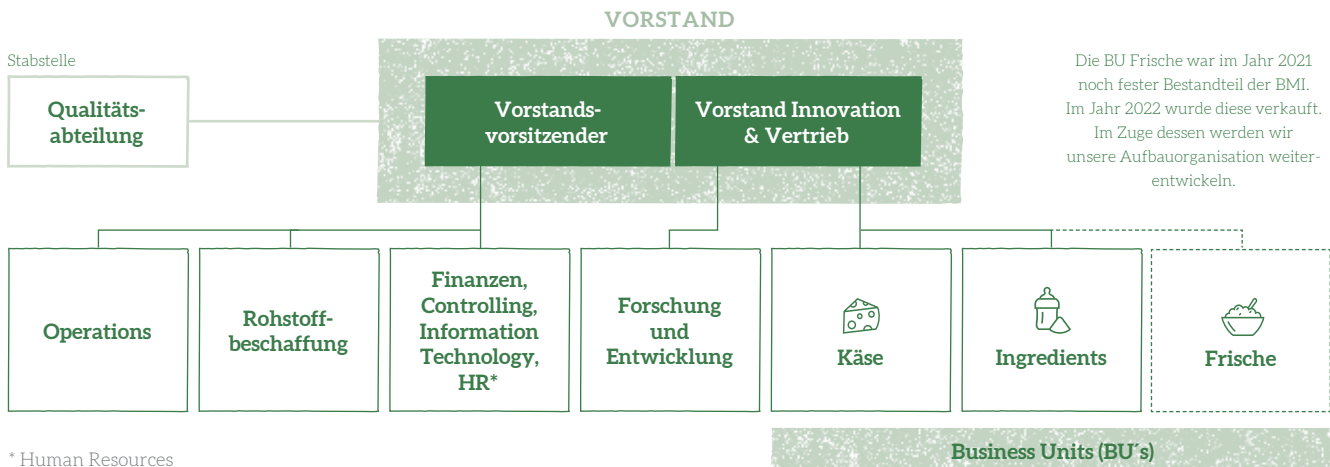 VORSTAND
Stabstelle
Qualitäts-
abteilung
Vorstands-
vorsitzender
Vorstand Innovation
& Vertrieb
Die BU Frische war im Jahr 2021
noch fester Bestandteil der BMI.
Im Jahr 2022 wurde diese verkauft.
Im Zuge dessen werden wir
unsere Aufbauorganisation weiter-
entwickeln.
Operations
Rohstoff-
beschaffung
Finanzen,
Controlling,
Information
Technology,
HR*
Forschung
und
Entwicklung
Käse
Ingredients
Frische
* Human Resources
Business Units (BU´s)